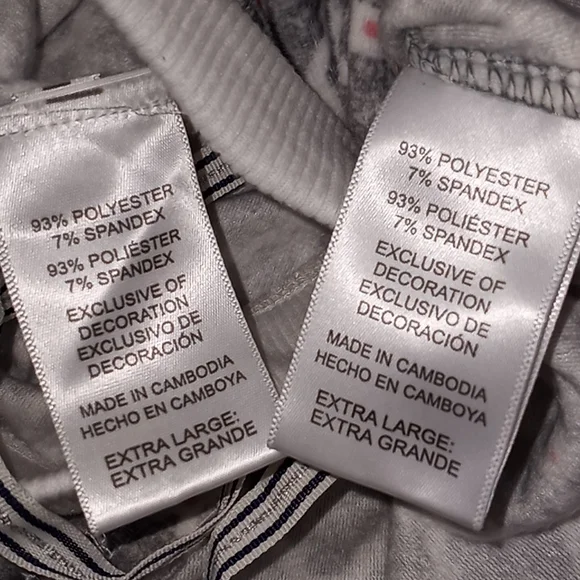 93% POLYESTER
7% SPANDEX
93% POLIÉSTER
7% SPANDEX
EXCLUSIVE OF
DECORATION
EXCLUSIVO DE
DECORACIÓN
MADE IN CAMBODIA
HECHO EN CAMBOYA
EXTRA LARGE:
EXTRA GRANDE
93% POLYESTER
7% SPANDEX
93% POLIÉSTER
7% SPANDEX
EXCLUSIVE OF
DECORATION
EXCLUSIVO DE
DECORACIÓN
MADE IN CAMBODIA
HECHO EN CAMBOYA
EXTRA LARGE:
EXTRA GRANDE